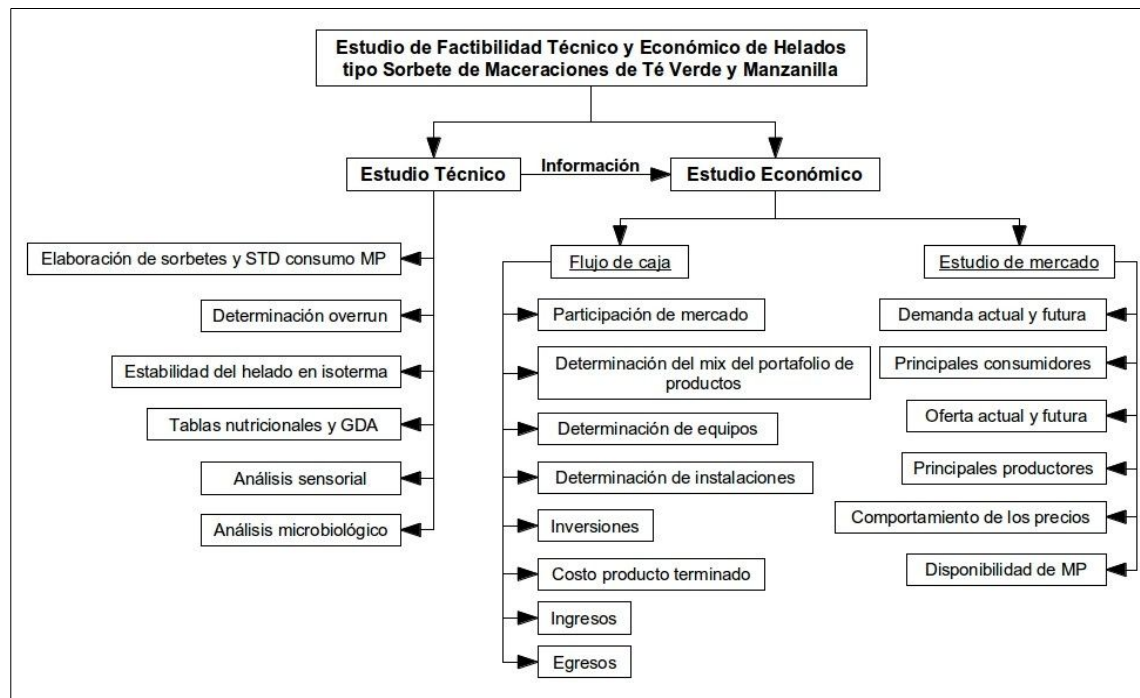 Estudio de Factibilidad Técnico y Económico de Helados
tipo Sorbete de Maceraciones de Té Verde y Manzanilla
Estudio Técnico
Información
Estudio Económico
Elaboración de sorbetes y STD consumo MP
Determinación overrun
Estabilidad del helado en isoterma
Tablas nutricionales y GDA
Análisis sensorial
Análisis microbiológico
Flujo de caja
Participación de mercado
Determinación del mix del portafolio de
productos
Determinación de equipos
Determinación de instalaciones
Inversiones
Costo producto terminado
Ingresos
Egresos
Estudio de mercado
Demanda actual y futura
Principales consumidores
Oferta actual y futura
Principales productores
Comportamiento de los precios
Disponibilidad de MP